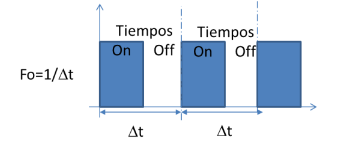 Tiempos Tiempos
On Off On Off
Fo=1/Δt
Δt Δt